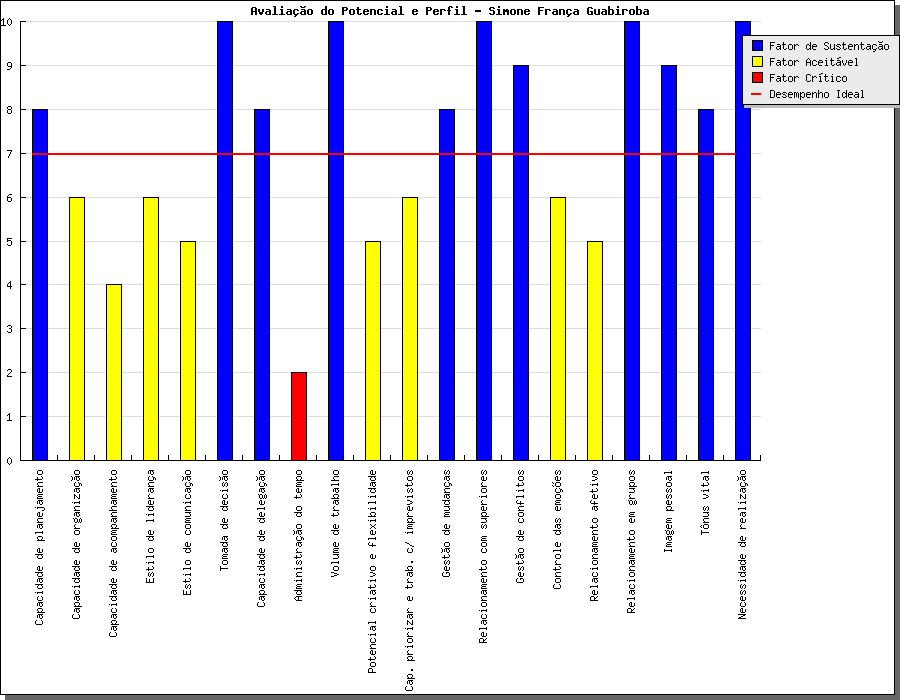 Avaliação do Potencial e Perfil - Simone França Guabiroba
10
9
8
7
6
5
4
3
2
1
0
Fator de Sustentação
Fator Aceitável
Fator Crítico
Desempenho Ideal
Capacidade de planejamento
Capacidade de organização
Capacidade de acompanhamento
Estilo de liderança
Estilo de comunicação
Tomada de decisão
Capacidade de delegação
Administração do tempo
Volume de trabalho
Potencial criativo e flexibilidade
Cap. priorizar e trab. c/ imprevistos
Gestão de mudanças
Relacionamento com superiores
Gestão de conflitos
Controle das emoções
Relacionamento afetivo
Relacionamento em grupos
Imagem pessoal
Tônus vital
Necessidade de realização